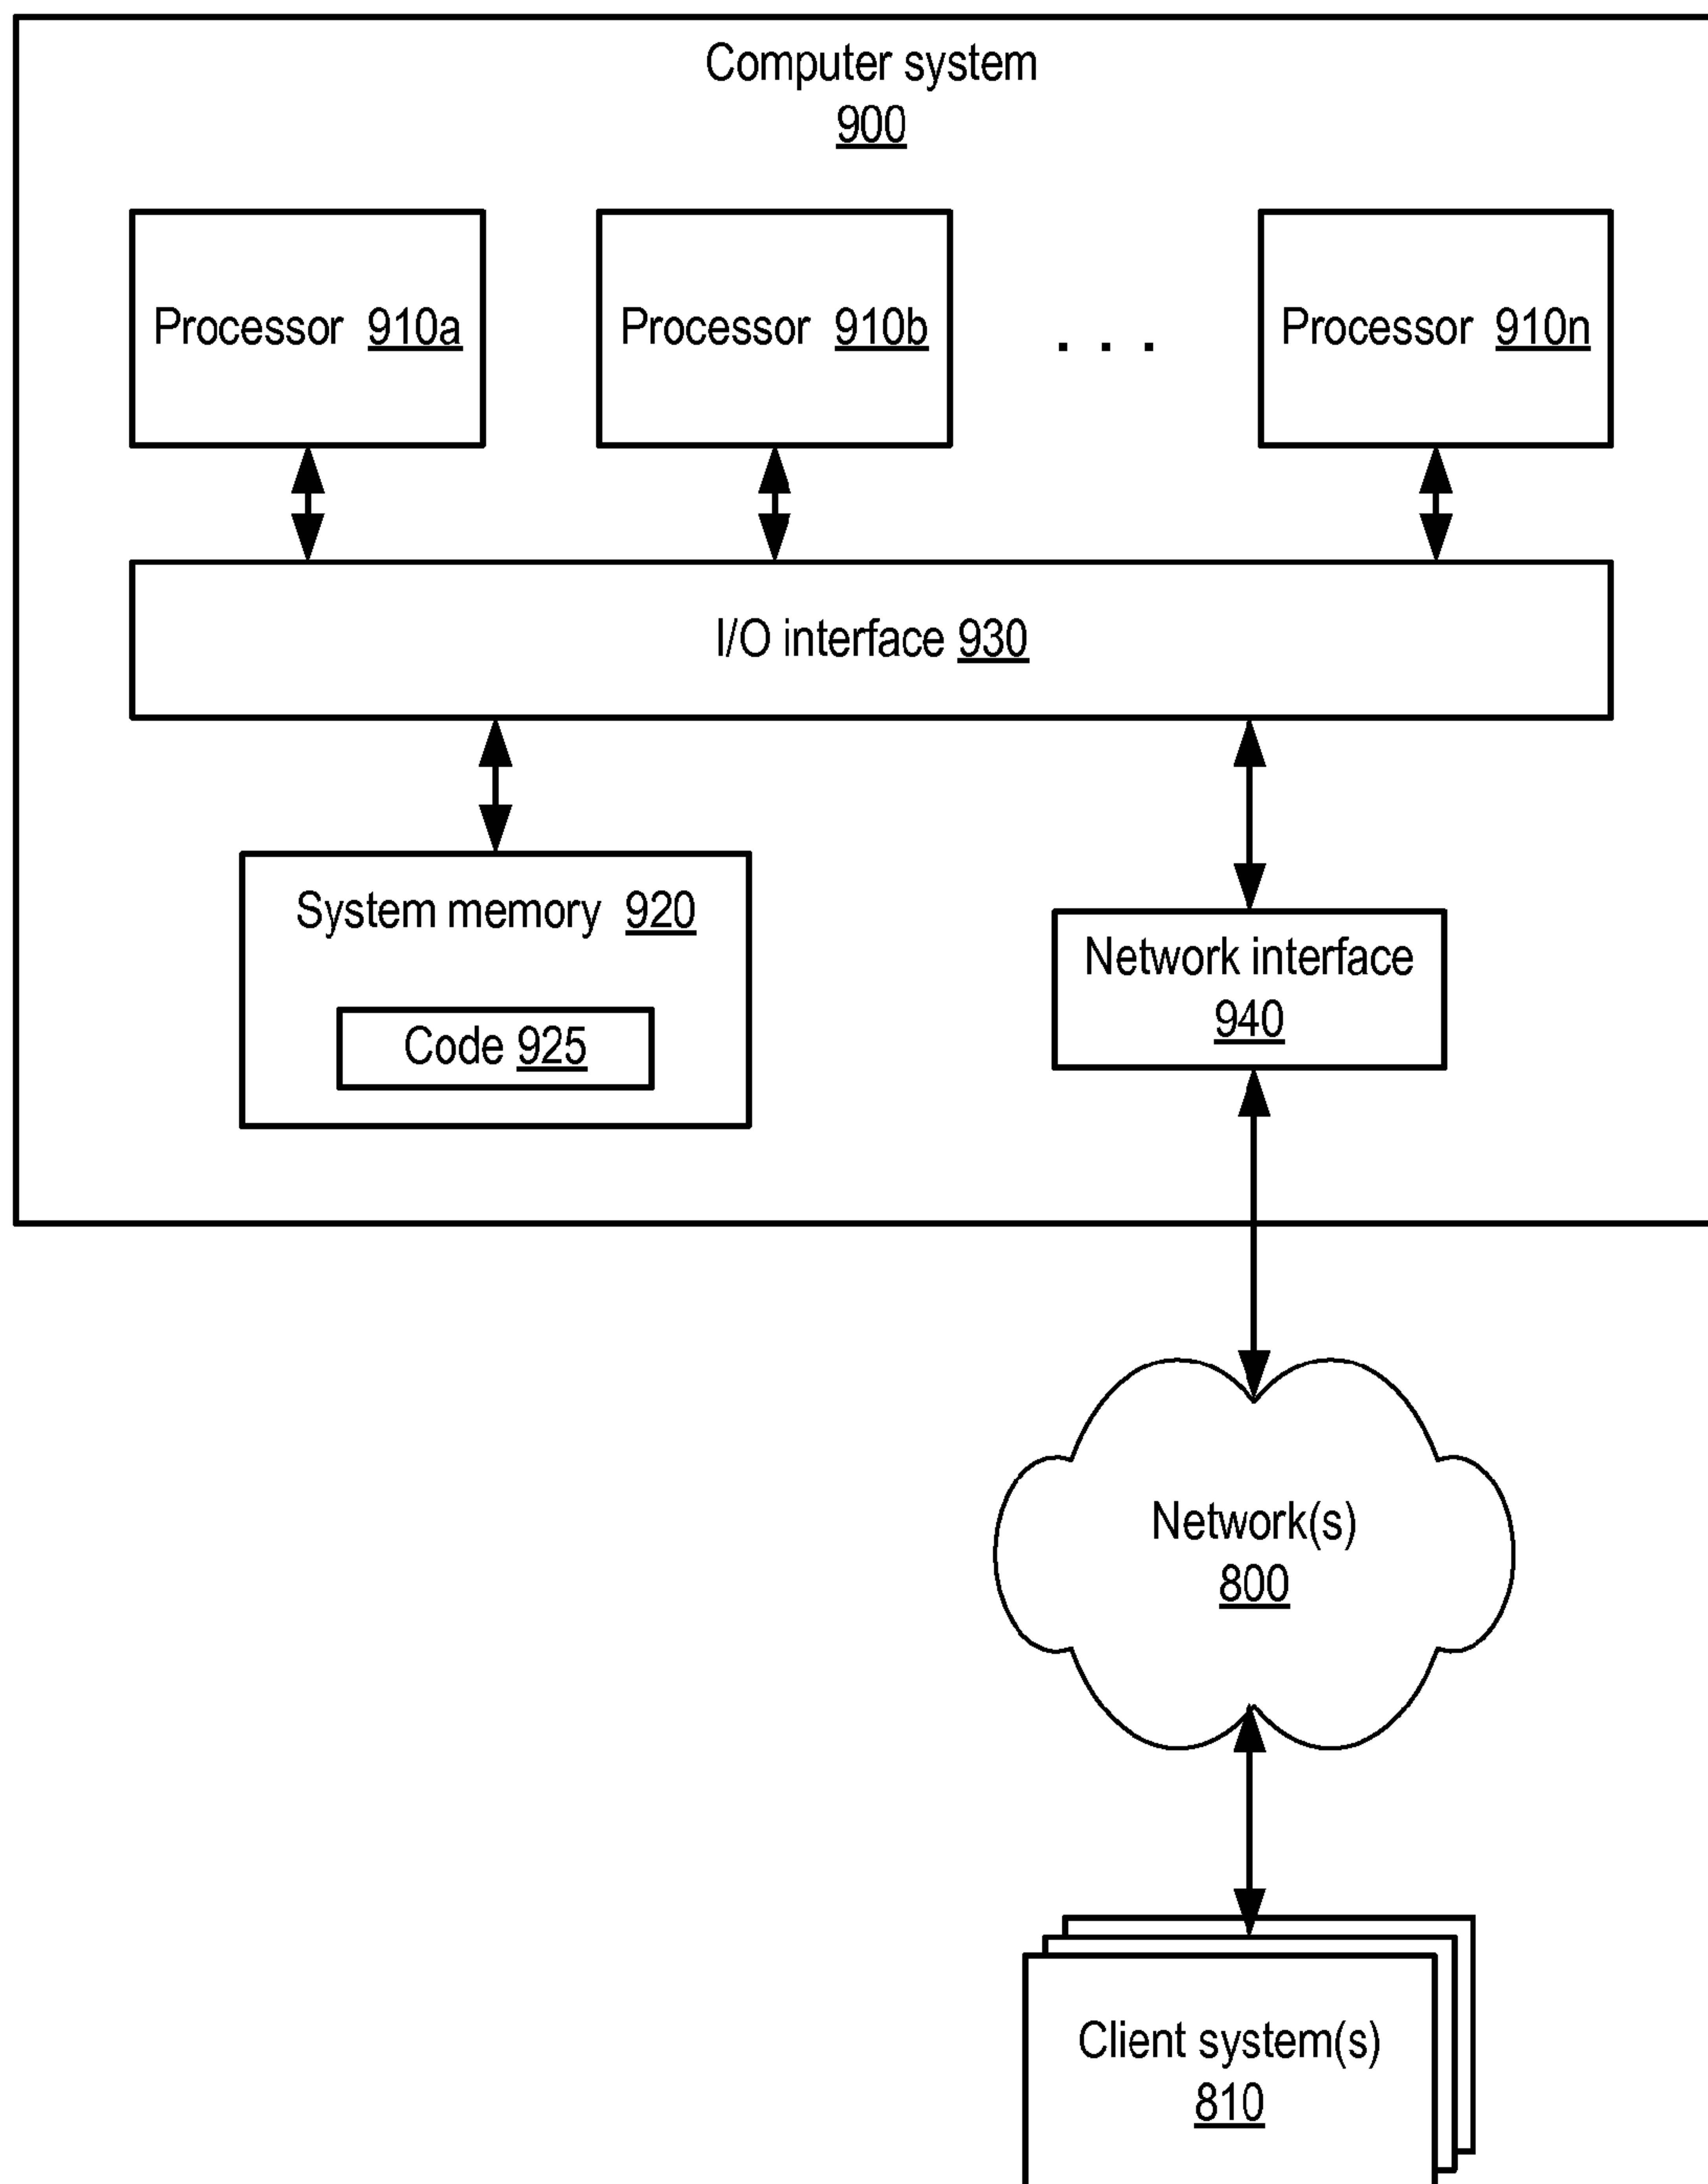 Computer system
900
Processor 910a
Processor 910b
. . .
Processor 910n
I/O interface 930
System memory 920
Code 925
Network interface
940
Network(s)
800
Client system(s)
810